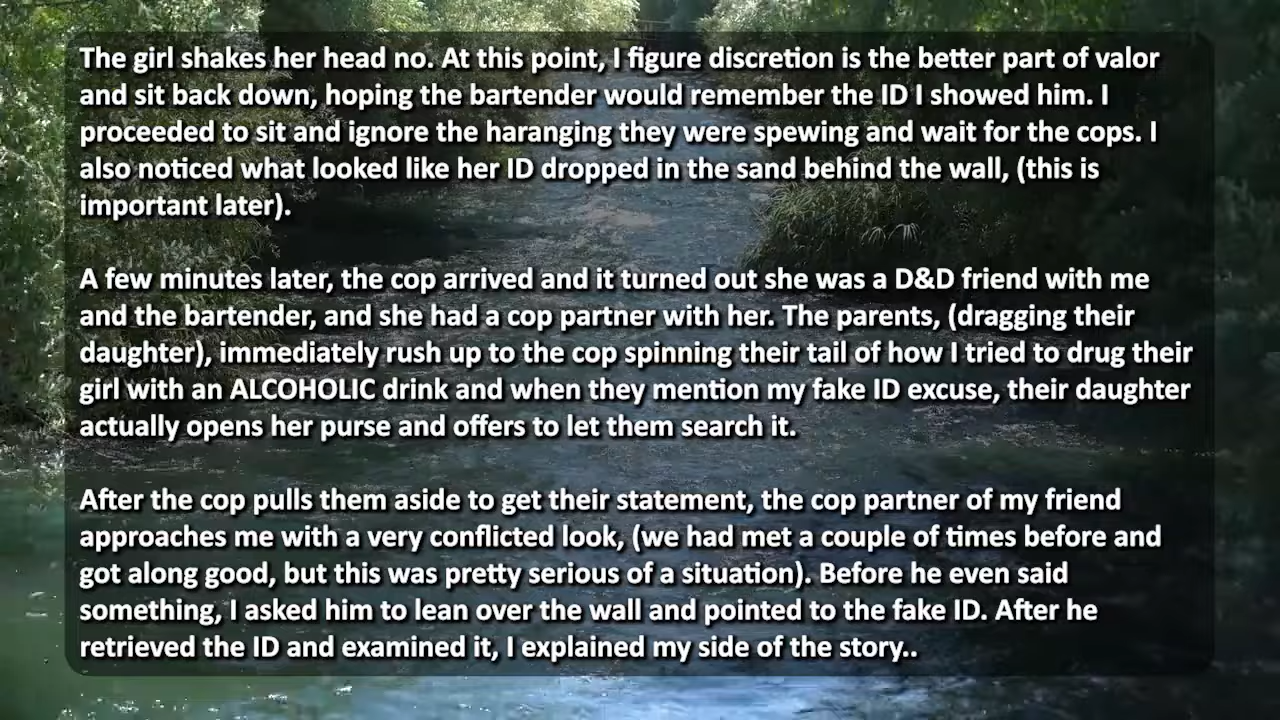 The girl shakes her head no. At this point, I figure discretion is the better part of valor
and sit back down, hoping the bartender would remember the ID I showed him. I
proceeded to sit and ignore the haranging they were spewing and wait for the cops. I
also noticed what looked like her ID dropped in the sand behind the wall, (this is
important later).
A few minutes later, the cop arrived and it turned out she was a D&D friend with me
and the bartender, and she had a cop partner with her. The parents, (dragging their
daughter), immediately rush up to the cop spinning their tail of how I tried to drug their
girl with an ALCOHOLIC drink and when they mention my fake ID excuse, their daughter
actually opens her purse and offers to let them search it.
After the cop pulls them aside to get their statement, the cop partner of my friend
approaches me with a very conflicted look, (we had met a couple of times before and
got along good, but this was pretty serious of a situation). Before he even said
something, I asked him to lean over the wall and pointed to the fake ID. After he
retrieved the ID and examined it, I explained my side of the story..